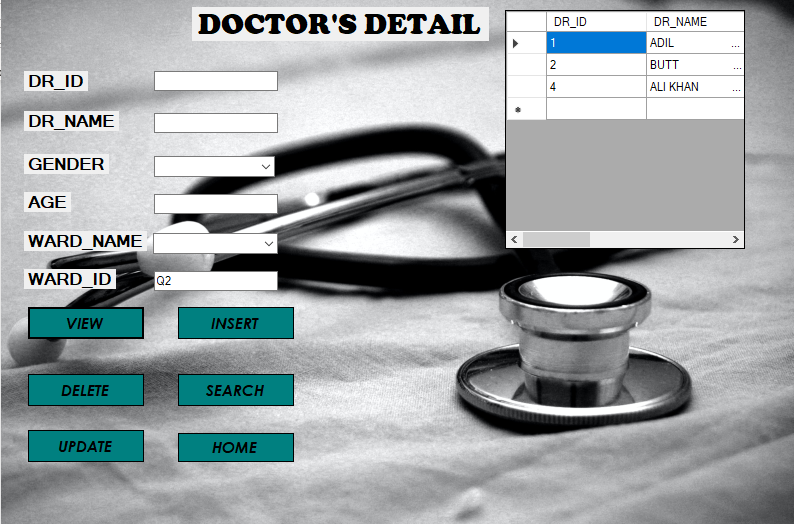 DOCTOR'S DETAIL
DR_ID
DR_NAME
GENDER
AGE
WARD_NAME
WARD_ID Q2
VIEW INSERT
DELETE SEARCH
UPDATE HOME
DR_ID DR_NAME
1 ADIL ...
2 BUTT ...
4 ALI KHAN ...